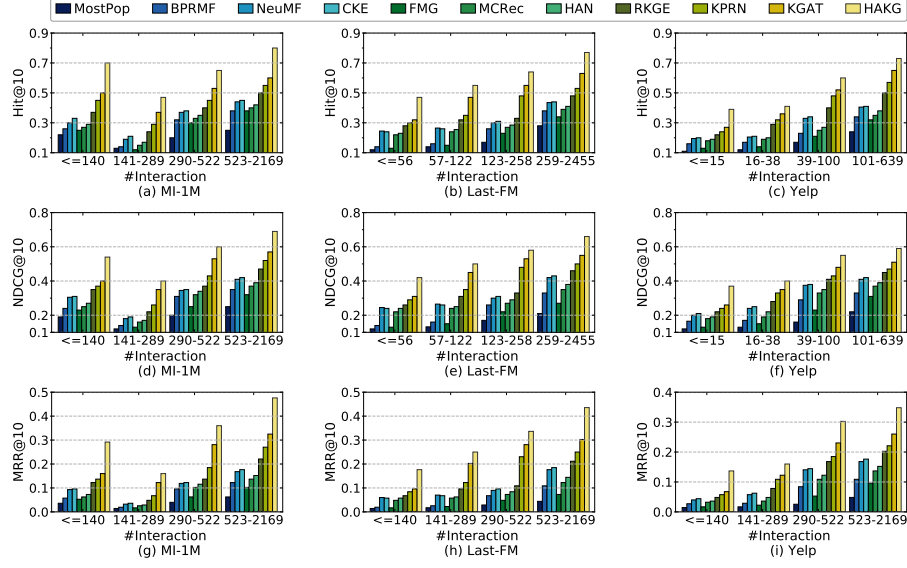 MostPop BPRMF NeuMF CKE FMG MCRec HAN RKGE KPRN KGAT HAKG
Hit@10
0.9
0.7
0.5
0.3
0.1
<=140 141-289 290-522 523-2169
#Interaction
(a) MI-1M
Hit@10
0.9
0.7
0.5
0.3
0.1
<=56 57-122 123-258 259-2455
#Interaction
(b) Last-FM
Hit@10
0.9
0.7
0.5
0.3
0.1
<=15 16-38 39-100 101-639
#Interaction
(c) Yelp
NDCG@10
0.8
0.6
0.4
0.2
0.1
<=140 141-289 290-522 523-2169
#Interaction
(d) MI-1M
NDCG@10
0.8
0.6
0.4
0.2
0.1
<=56 57-122 123-258 259-2455
#Interaction
(e) Last-FM
NDCG@10
0.8
0.6
0.4
0.2
0.1
<=15 16-38 39-100 101-639
#Interaction
(f) Yelp
MRR@10
0.5
0.4
0.3
0.2
0.1
0.0
<=140 141-289 290-522 523-2169
#Interaction
(g) MI-1M
MRR@10
0.5
0.4
0.3
0.2
0.1
0.0
<=140 141-289 290-522 523-2169
#Interaction
(h) Last-FM
MRR@10
0.4
0.3
0.2
0.1
0.0
<=140 141-289 290-522 523-2169
#Interaction
(i) Yelp